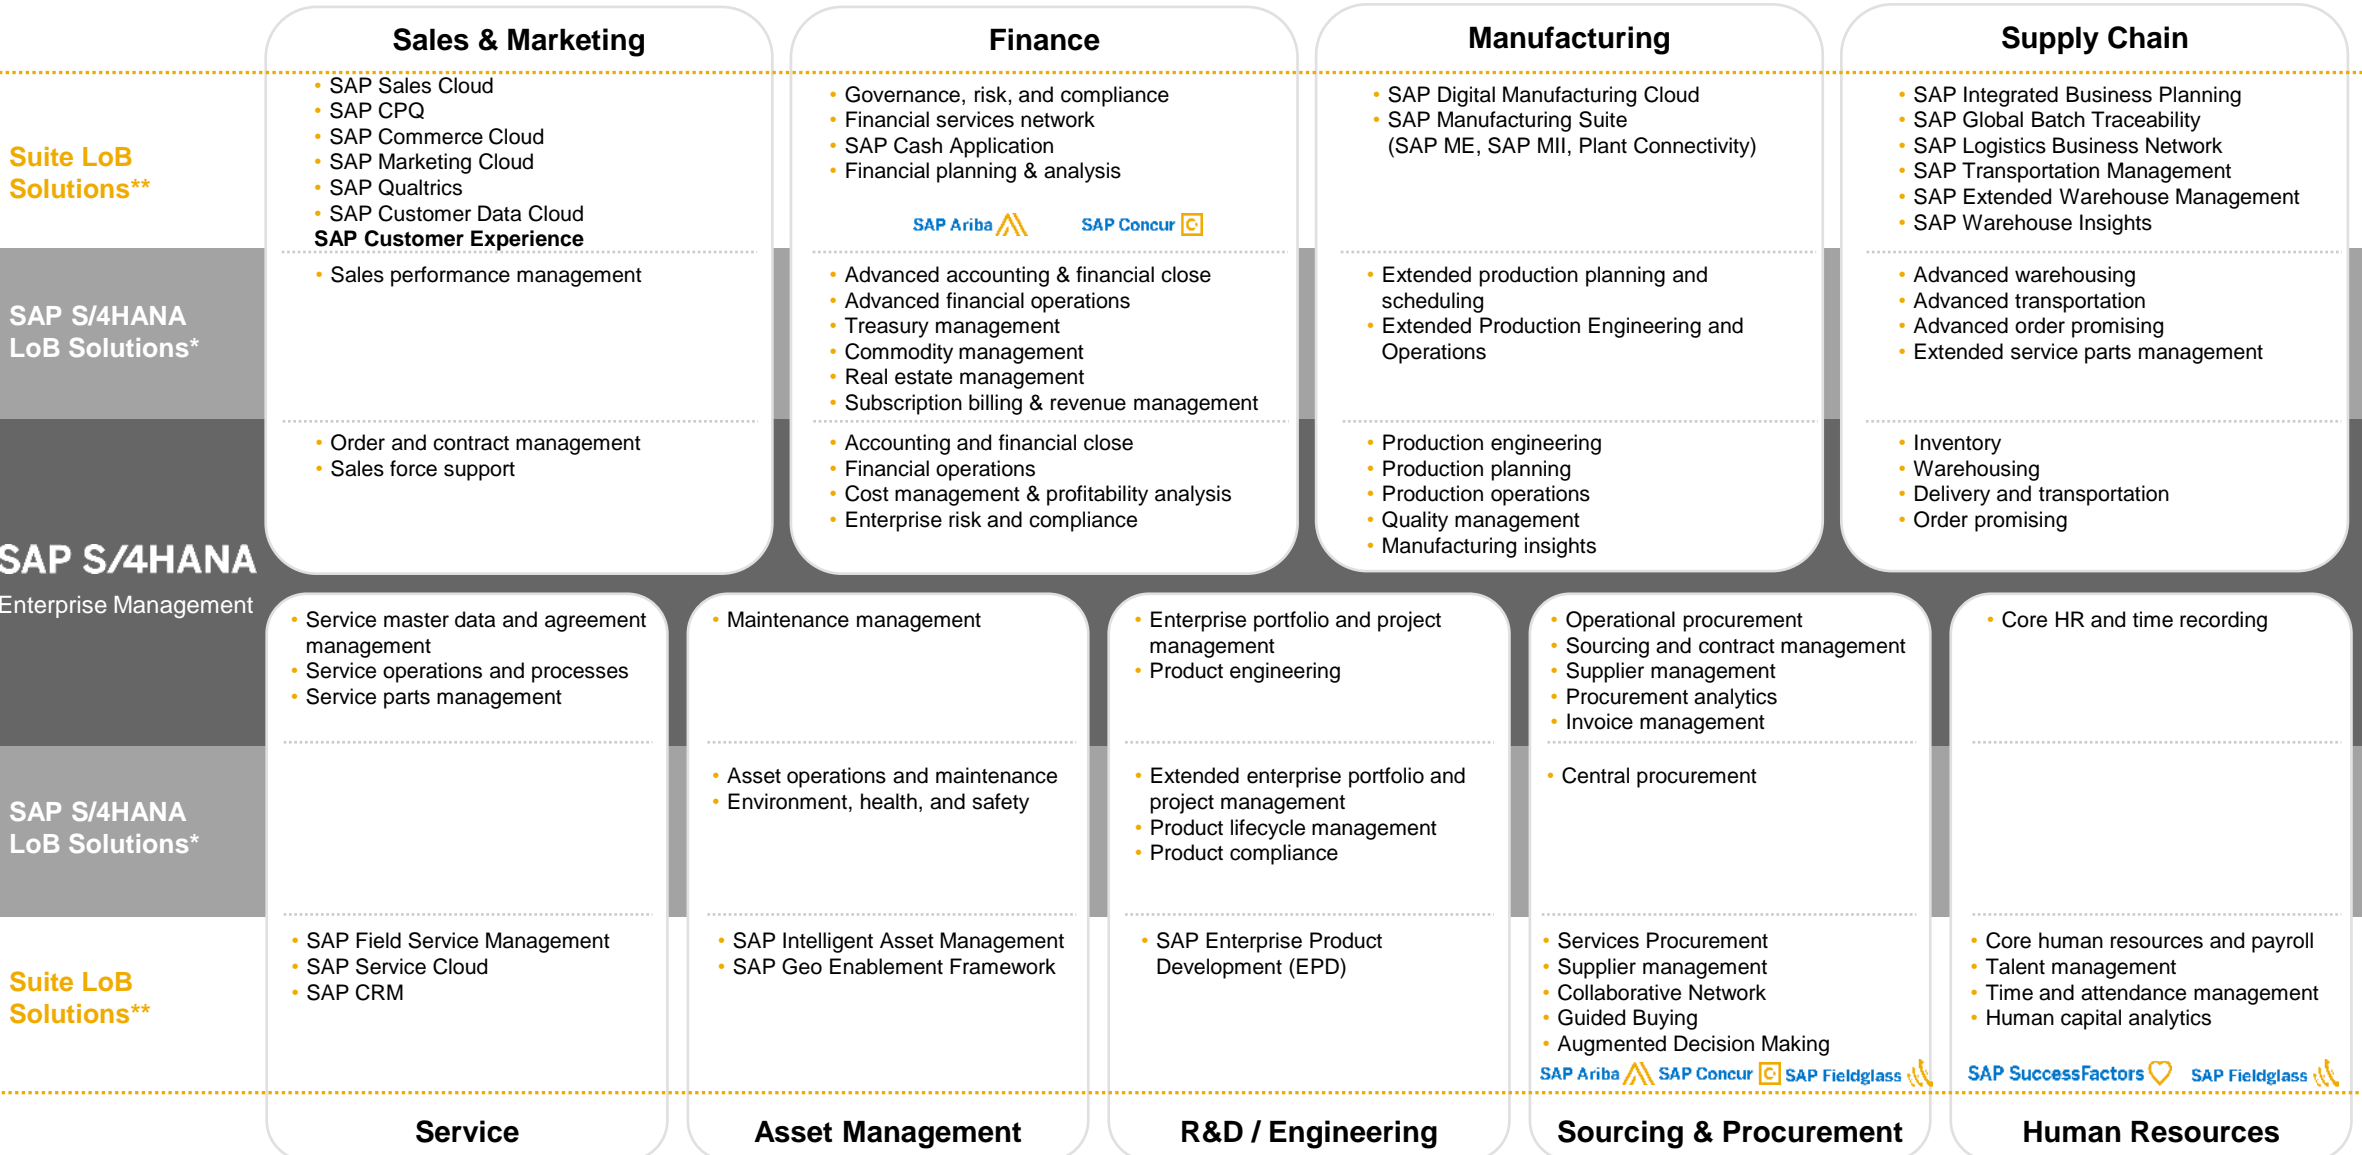 Sales & Marketing
Finance
Manufacturing
Supply Chain
Suite LoB
Solutions**
• SAP Sales Cloud
• SAP CPQ
• SAP Commerce Cloud
• SAP Marketing Cloud
• SAP Qualtrics
• SAP Customer Data Cloud
SAP Customer Experience
• Governance, risk, and compliance
• Financial services network
• SAP Cash Application
• Financial planning & analysis
SAP Ariba
SAP Concur C
• SAP Digital Manufacturing Cloud
• SAP Manufacturing Suite
(SAP ME, SAP MII, Plant Connectivity)
• SAP Integrated Business Planning
• SAP Global Batch Traceability
• SAP Logistics Business Network
• SAP Transportation Management
• SAP Extended Warehouse Management
• SAP Warehouse Insights
SAP S/4HANA
LoB Solutions*
• Sales performance management
• Advanced accounting & financial close
• Advanced financial operations
• Treasury management
• Commodity management
• Real estate management
• Subscription billing & revenue management
• Extended production planning and
scheduling
• Extended Production Engineering and
Operations
• Advanced warehousing
• Advanced transportation
• Advanced order promising
• Extended service parts management
SAP S/4HANA
Enterprise Management
• Order and contract management
• Sales force support
• Accounting and financial close
• Financial operations
• Cost management & profitability analysis
• Enterprise risk and compliance
• Production engineering
• Production planning
• Production operations
• Quality management
• Manufacturing insights
• Inventory
• Warehousing
• Delivery and transportation
• Order promising
• Service master data and agreement
management
• Service operations and processes
• Service parts management
• Maintenance management
• Enterprise portfolio and project
management
• Product engineering
• Operational procurement
• Sourcing and contract management
• Supplier management
• Procurement analytics
• Invoice management
• Core HR and time recording
SAP S/4HANA
LoB Solutions*
• Asset operations and maintenance
• Environment, health, and safety
• Extended enterprise portfolio and
project management
• Product lifecycle management
• Product compliance
• Central procurement
Suite LoB
Solutions**
• SAP Field Service Management
• SAP Service Cloud
• SAP CRM
• SAP Intelligent Asset Management
• SAP Geo Enablement Framework
• SAP Enterprise Product
Development (EPD)
• Services Procurement
• Supplier management
• Collaborative Network
• Guided Buying
• Augmented Decision Making
SAP Ariba
SAP Concur C
SAP Fieldglass
• Core human resources and payroll
• Talent management
• Time and attendance management
• Human capital analytics
SAP SuccessFactors
SAP Fieldglass
Service
Asset Management
R&D / Engineering
Sourcing & Procurement
Human Resources